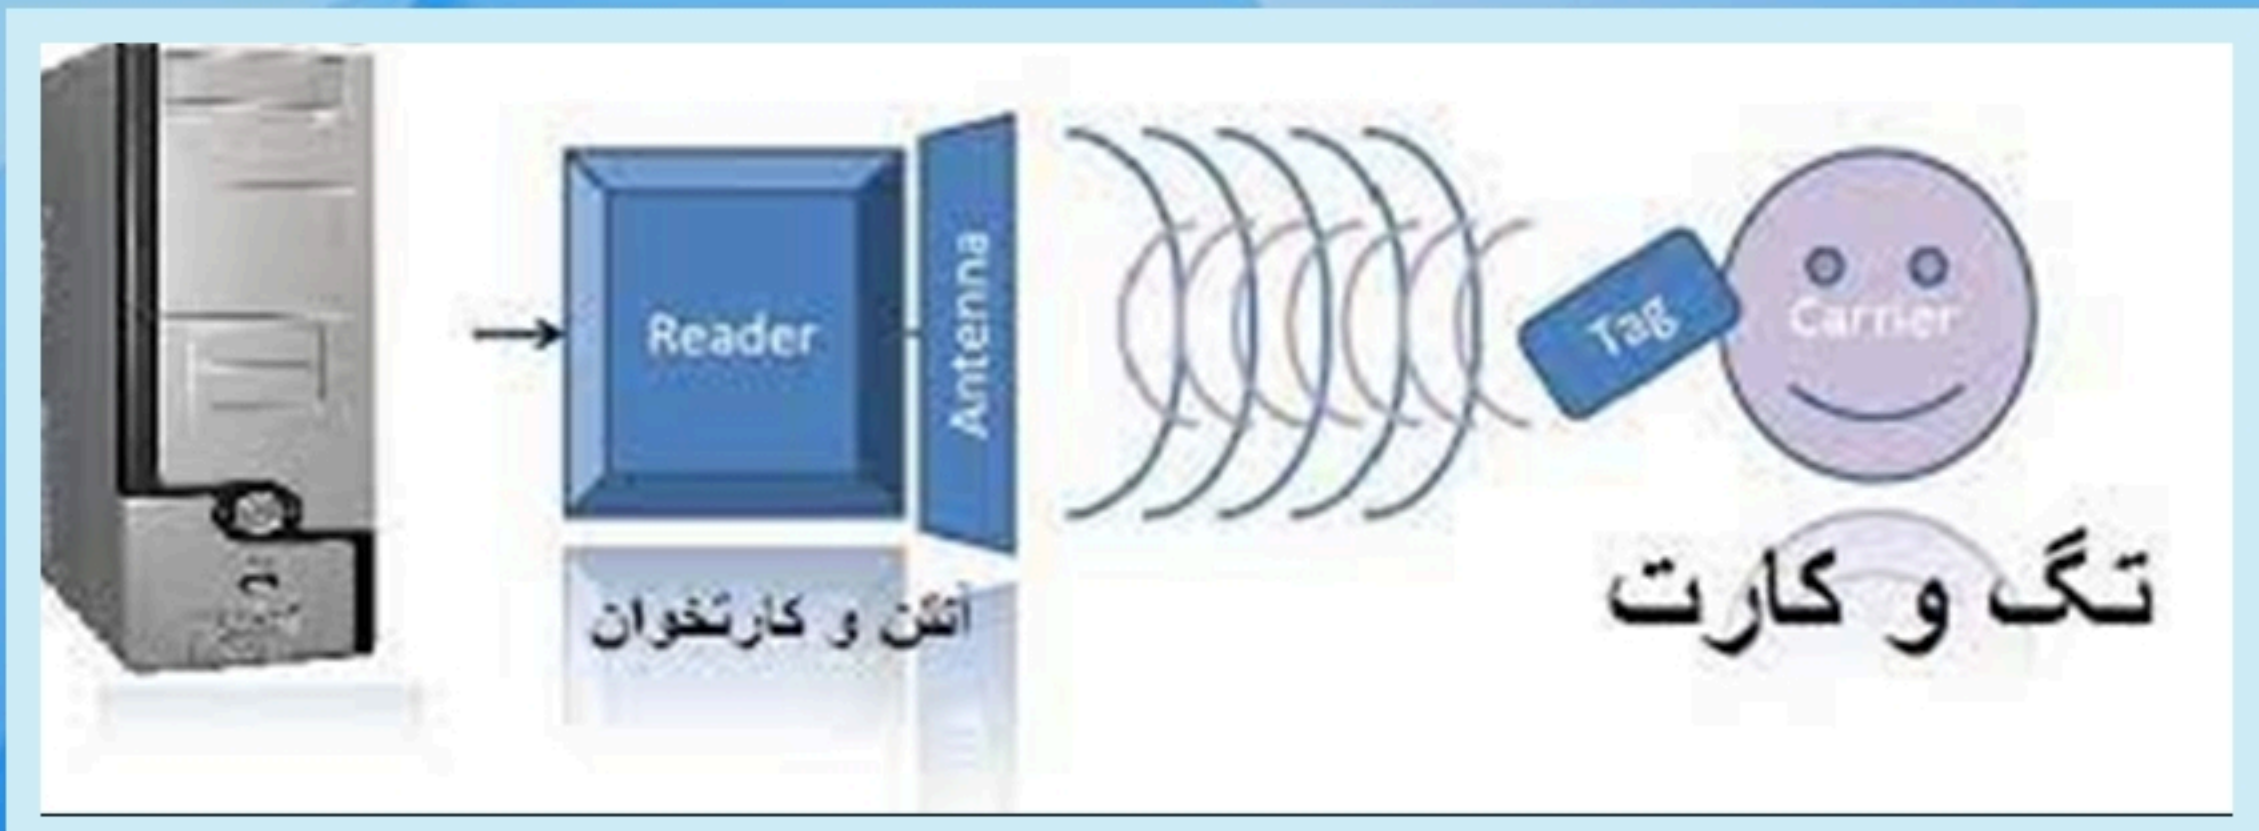 Reader
Antenna
Tag
Carrier
آنتن و کارتخوان
تگ و کارت